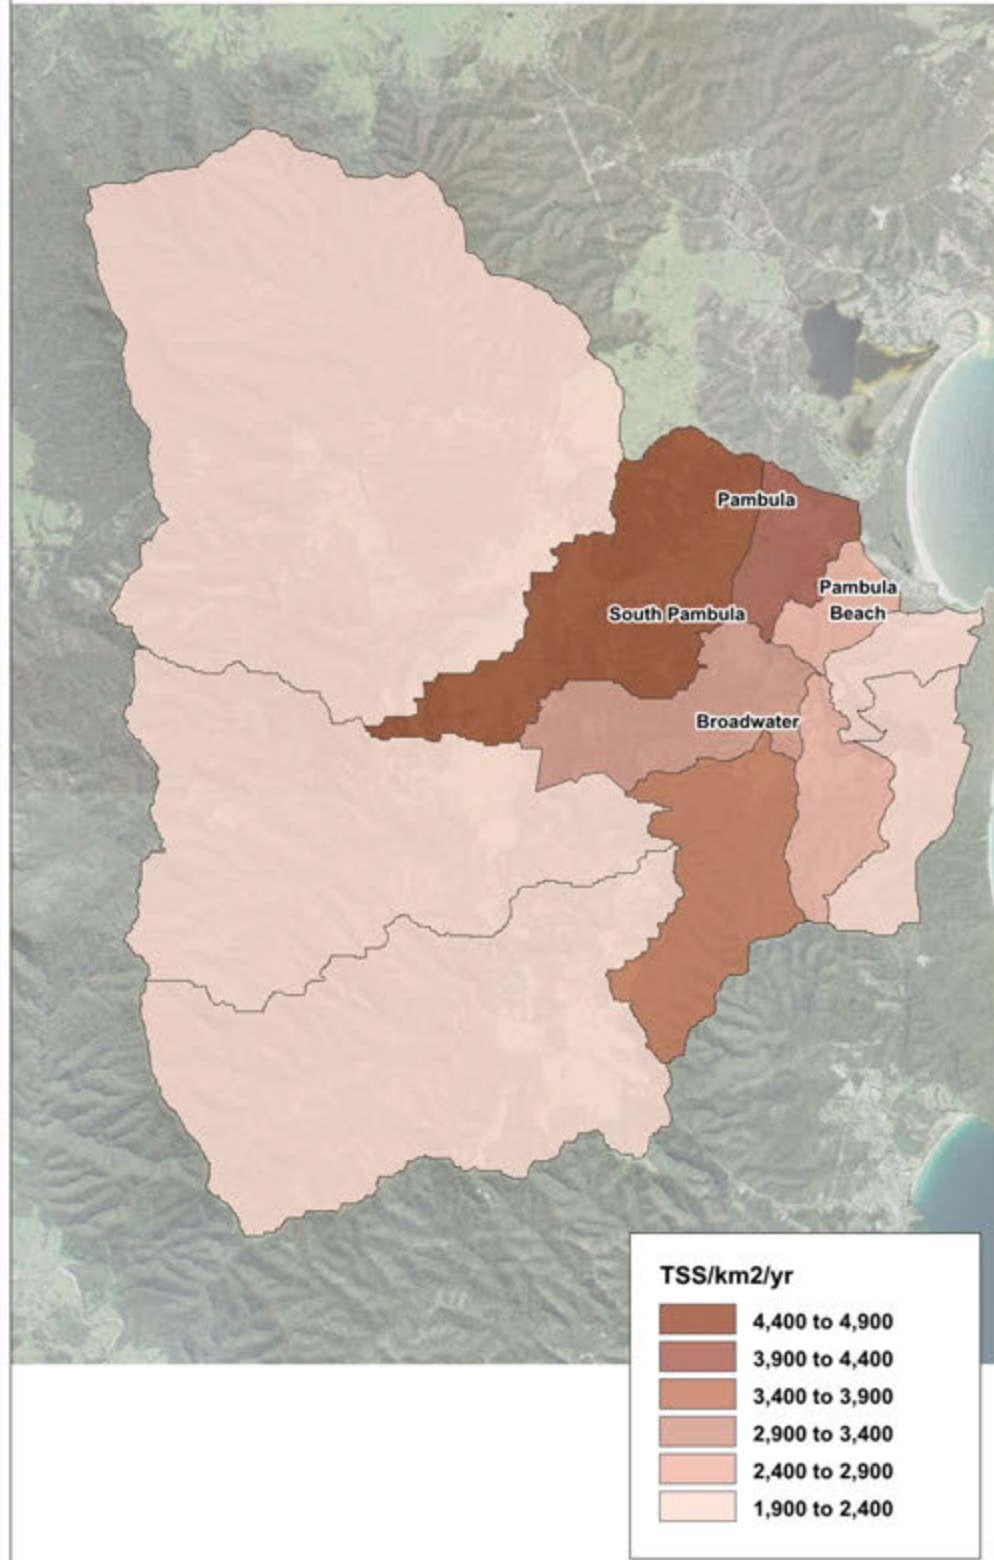 Pambula
Pambula
Beach
South Pambula
Broadwater
TSS/km2/yr
4,400 to 4,900
3,900 to 4,400
3,400 to 3,900
2,900 to 3,400
2,400 to 2,900
1,900 to 2,400